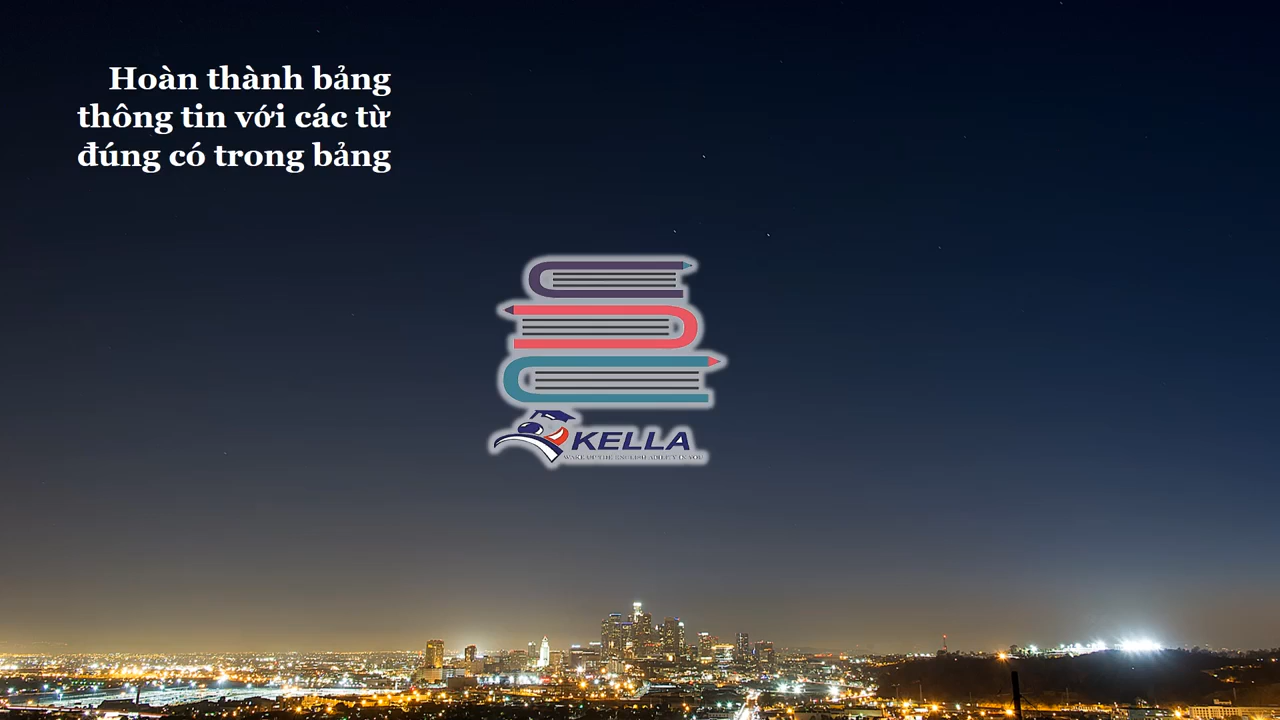 Hoàn thành bảng
thông tin với các từ
đúng có trong bảng
KELLA